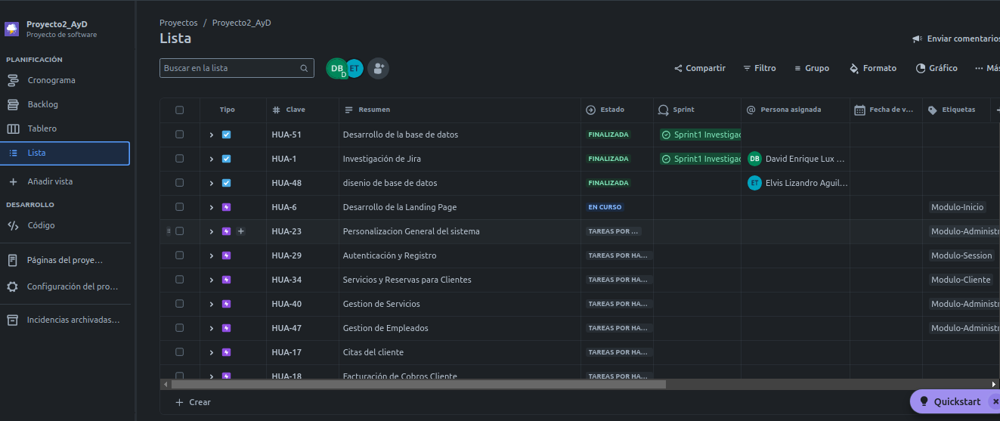 Proyecto2_AyD
Proyecto de software
PLANIFICACIÓN
Cronograma
Backlog
Tablero
Lista
Añadir vista
DESARROLLO
Código
Páginas del proye...
Configuración del pro...
Incidencias archivadas...
Proyectos / Proyecto2_AyD
Lista
Enviar comentarios
Buscar en la lista
DB D ET
Compartir Filtro Grupo Formato Gráfico Más
Tipo Clave Resumen Estado Sprint Persona asignada Fecha de v... Etiquetas
HUA-51 Desarrollo de la base de datos FINALIZADA Sprint1 Investigac
HUA-1 Investigación de Jira FINALIZADA Sprint1 Investigac DB David Enrique Lux ...
HUA-48 disenio de base de datos FINALIZADA ET Elvis Lizandro Aguil...
HUA-6 Desarrollo de la Landing Page EN CURSO Modulo-Inicio
HUA-23 Personalizacion General del sistema TAREAS POR ... Modulo-Administr
HUA-29 Autenticación y Registro TAREAS POR HA... Modulo-Session
HUA-34 Servicios y Reservas para Clientes TAREAS POR HA... Modulo-Cliente
HUA-40 Gestion de Servicios TAREAS POR HA... Modulo-Administr
HUA-47 Gestion de Empleados TAREAS POR HA... Modulo-Administr
HUA-17 Citas del cliente TAREAS POR HA...
HUA-18 Facturación de Cobros Cliente TAREAS POR HA...
+ Crear
Quickstart